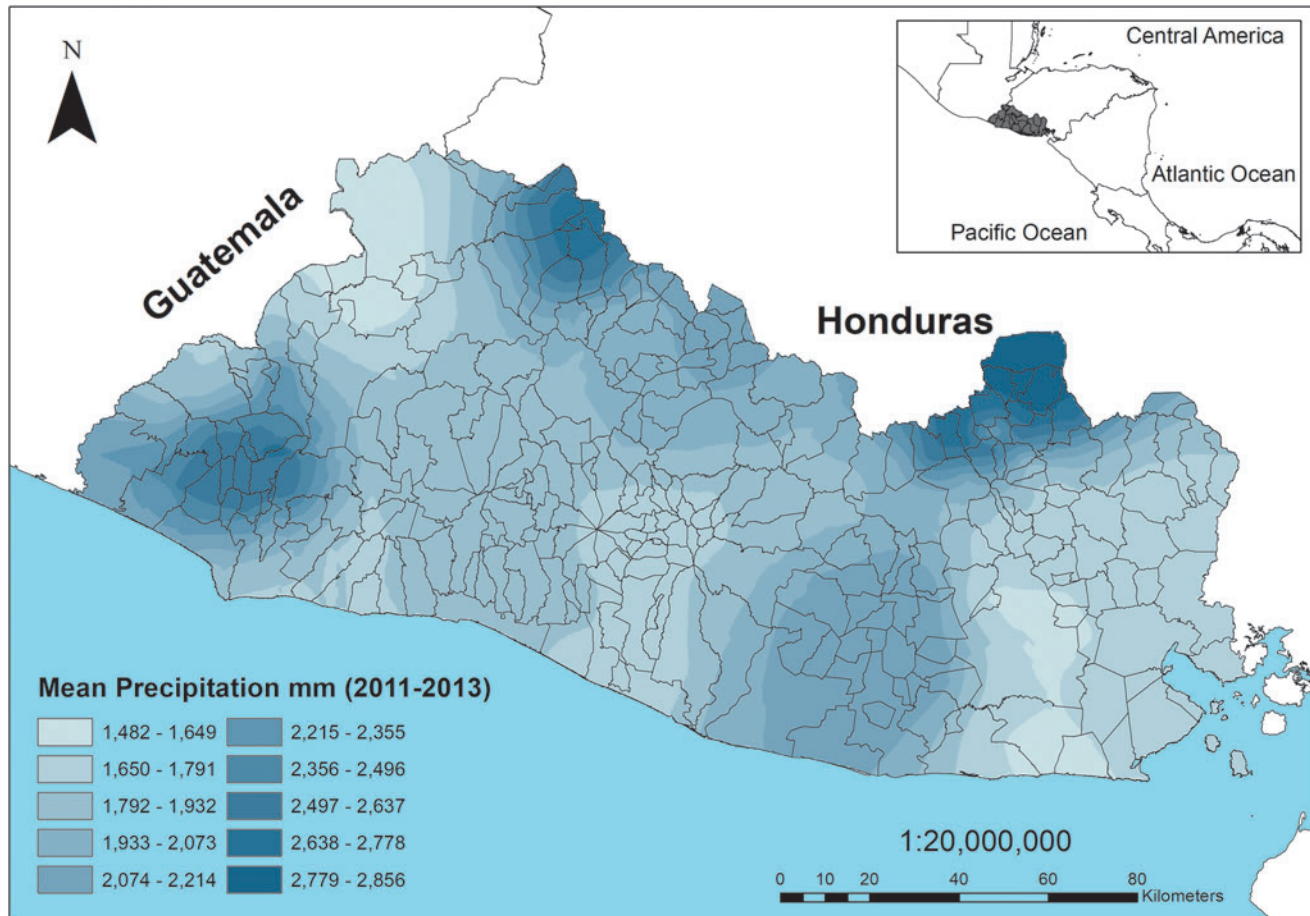 N
Central America
Atlantic Ocean
Pacific Ocean
Guatemala
Honduras
Mean Precipitation mm (2011-2013)
1,482 - 1,649
2,215 - 2,355
1,650 - 1,791
2,356 - 2,496
1,792 - 1,932
2,497 - 2,637
1,933 - 2,073
2,638 - 2,778
2,074 - 2,214
2,779 - 2,856
1:20,000,000
0 5 10 20 40 60 80
Kilometers